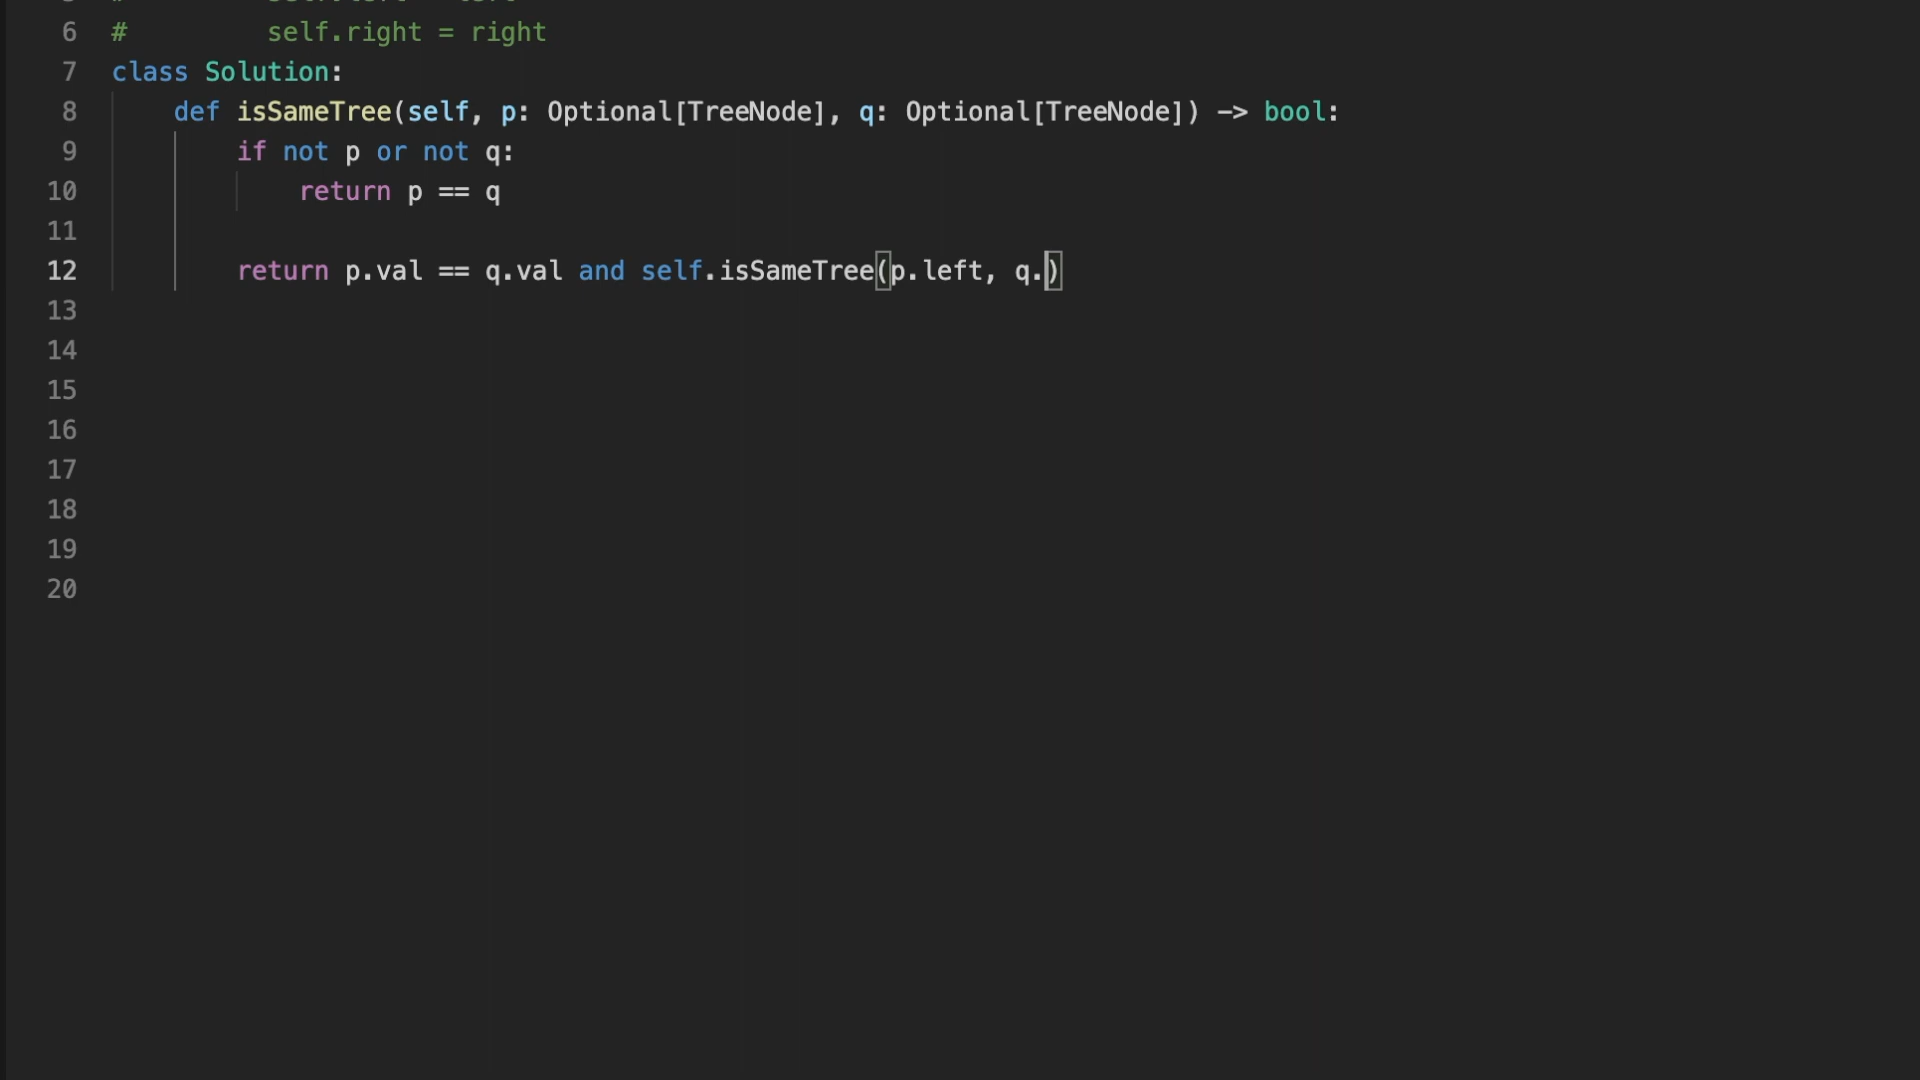 6 #         self.right = right
7 class Solution:
8     def isSameTree(self, p: Optional[TreeNode], q: Optional[TreeNode]) -> bool:
9         if not p or not q:
10             return p == q
11
12         return p.val == q.val and self.isSameTree(p.left, q.)
13
14
15
16
17
18
19
20